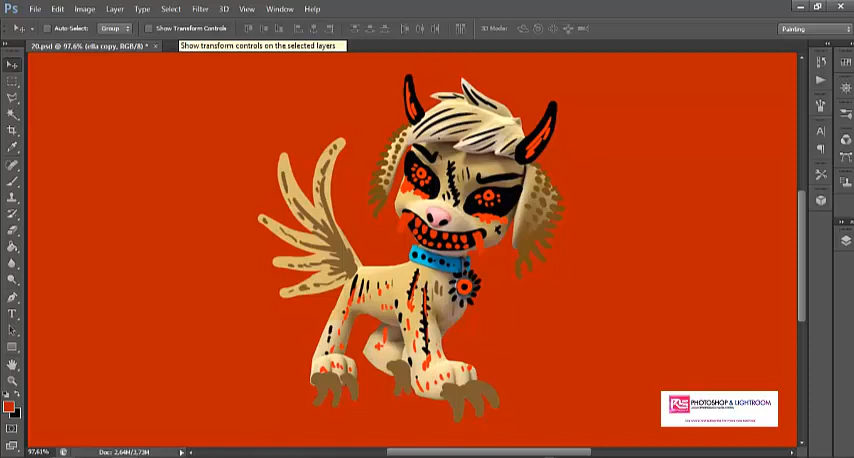 Ps File Edit Image Layer Type Select Filter 3D View Window Help
Auto-Select: Group Show Transform Controls 3D Mode: Painting
Show transform controls on the selected layers
20.psd @ 97,6% (ella copy, RGB/8) *
PHOTOSHOP & LIGHTROOM
97,61% Doc: 2,64M/3,73M